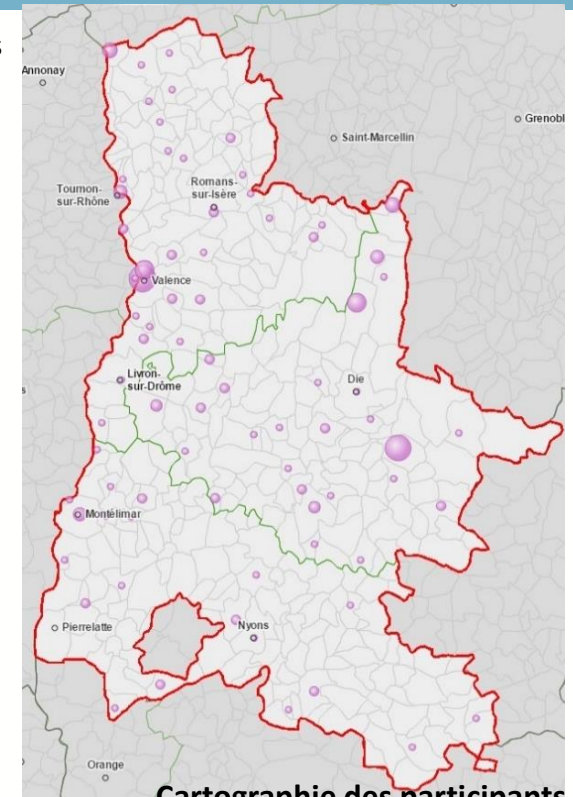 s
Annonay
Grenobl
Saint-Marcellin
Tournon-
sur-Rhône
Romans-
sur-Isère
Valence
Livron-
sur-Drôme
Die
s
Montélimar
Pierrelatte
Nyons
Orange
Cartographie des participants